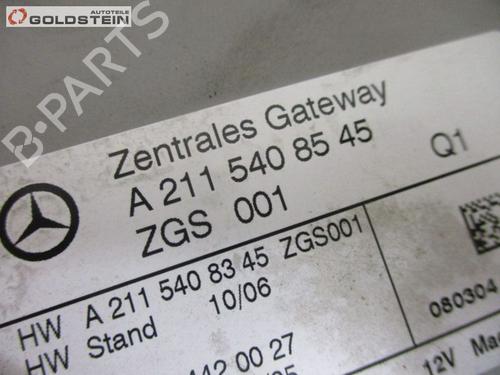 AUTOTEILE
GOLDSTEIN
B-PARTS
Zentrales Gateway
A 211 540 85 45
ZGS 001
Q1
HW A 211 540 83 45 ZGS001
HW Stand 10/06
080304
12V